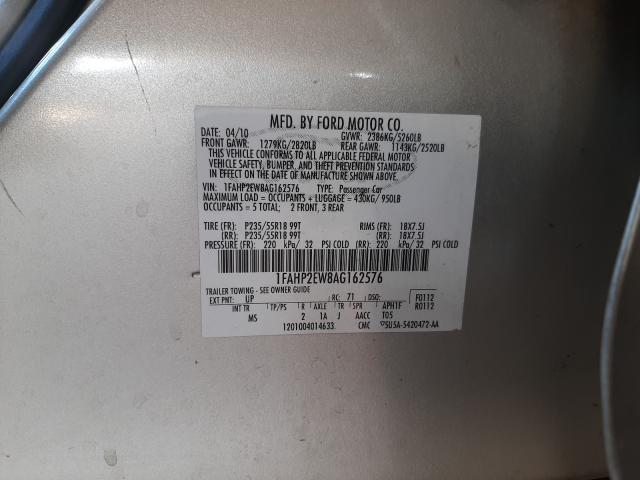 MFD. BY FORD MOTOR CO.
DATE: 04/10 GVWR: 2386KG/5260LB
FRONT GAWR: 1279KG/2820LB REAR GAWR: 1143KG/2520LB
THIS VEHICLE CONFORMS TO ALL APPLICABLE FEDERAL MOTOR
VEHICLE SAFETY, BUMPER, AND THEFT PREVENTION STANDARDS
IN EFFECT ON THE DATE OF MANUFACTURE SHOWN ABOVE.
VIN: 1FAHP2EW8AG162576 TYPE: Passenger Car
MAXIMUM LOAD = OCCUPANTS + LUGGAGE = 430KG/ 950LB
OCCUPANTS = 5 TOTAL; 2 FRONT, 3 REAR
TIRE (FR): P235/55R18 99T RIMS (FR): 18X7.5J
(RR): P235/55R18 99T (RR): 18X7.5J
PRESSURE (FR): 220 kPa/ 32 PSI COLD (RR): 220 kPa/ 32 PSI COLD
1FAHP2EW8AG162576
TRAILER TOWING - SEE OWNER GUIDE
EXT PNT: UP RC: 71 DSO: F0112
INT TR TP/PS R AXLE TR SPR APH1F R0112
MS 2 1A J AACC T05
1201004014633. CMC 5U5A-5420472-AA